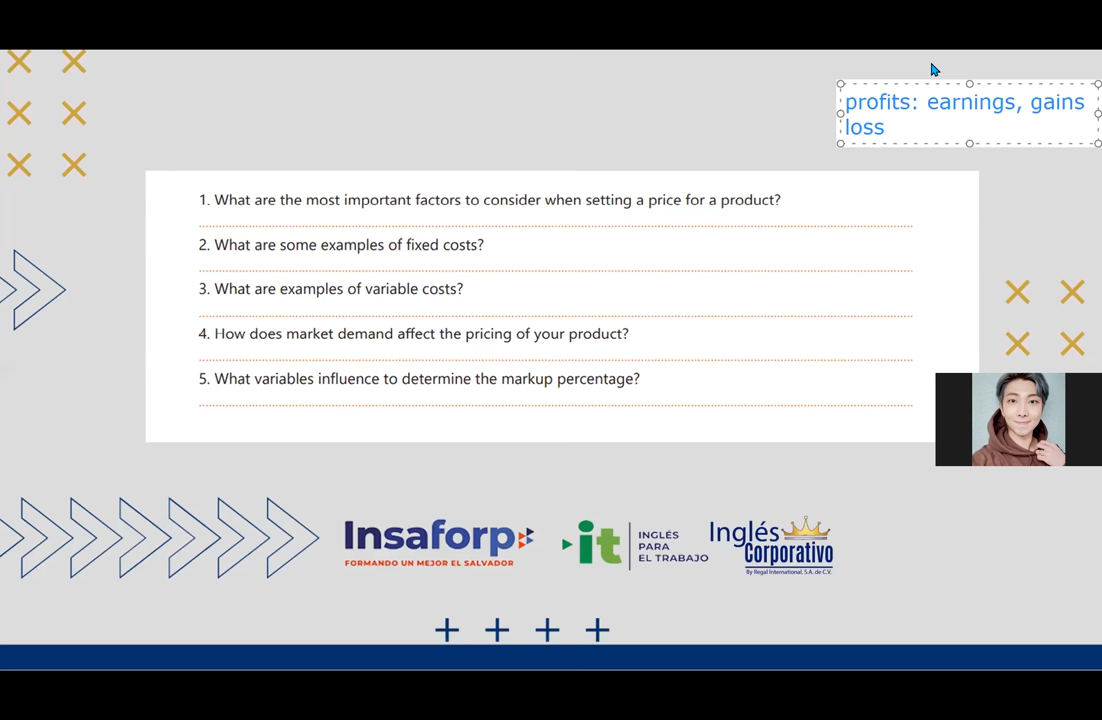 profits: earnings, gains
loss
1. What are the most important factors to consider when setting a price for a product?
2. What are some examples of fixed costs?
3. What are examples of variable costs?
4. How does market demand affect the pricing of your product?
5. What variables influence to determine the markup percentage?
Insaforp
FORMANDO UN MEJOR EL SALVADOR
it
INGLÉS
PARA
EL TRABAJO
Inglés
Corporativo
By Regal International, S.A. de C.V.